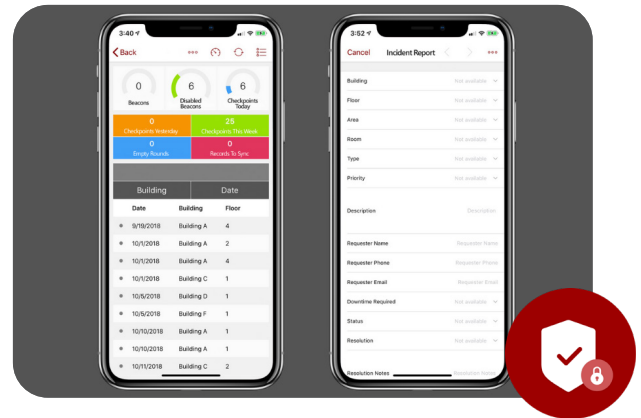 3:40
Back
0
Beacons
6
Disabled
Beacons
6
Checkpoints
Today
0
Checkpoints Yesterday
25
Checkpoints This Week
0
Empty Rounds
0
Records To Sync
Building Date
Date Building Floor
9/19/2018 Building A 4
10/1/2018 Building A 2
10/1/2018 Building A 4
10/1/2018 Building C 1
10/5/2018 Building D 1
10/5/2018 Building F 1
10/10/2018 Building A 1
10/10/2018 Building A 1
10/11/2018 Building C 2
3:52
Cancel Incident Report
Building Not available
Floor Not available
Area Not available
Room Not available
Type Not available
Priority Not available
Description Description
Requester Name Requester Name
Requester Phone Requester Phone
Requester Email Requester Email
Downtime Required Not available
Status Not available
Resolution Not available
Resolution Notes Resolution Notes